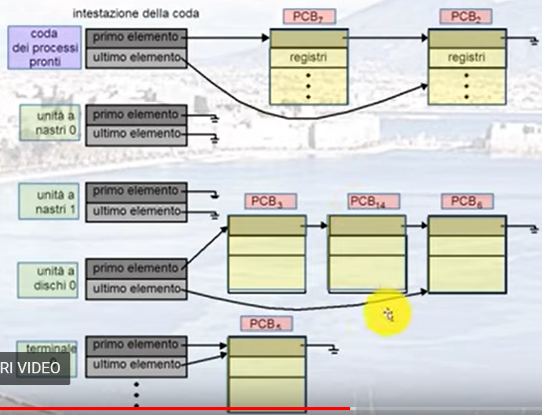 intestazione della coda
PCB₇
PCB₂
coda
dei processi
pronti
primo elemento
ultimo elemento
registri
registri
unità a
nastri 0
primo elemento
ultimo elemento
unità a
nastri 1
primo elemento
ultimo elemento
PCB₃
PCB₁₄
PCB₆
unità a
dischi 0
primo elemento
ultimo elemento
PCB₅
terminale
primo elemento
ultimo elemento
RI VIDEO